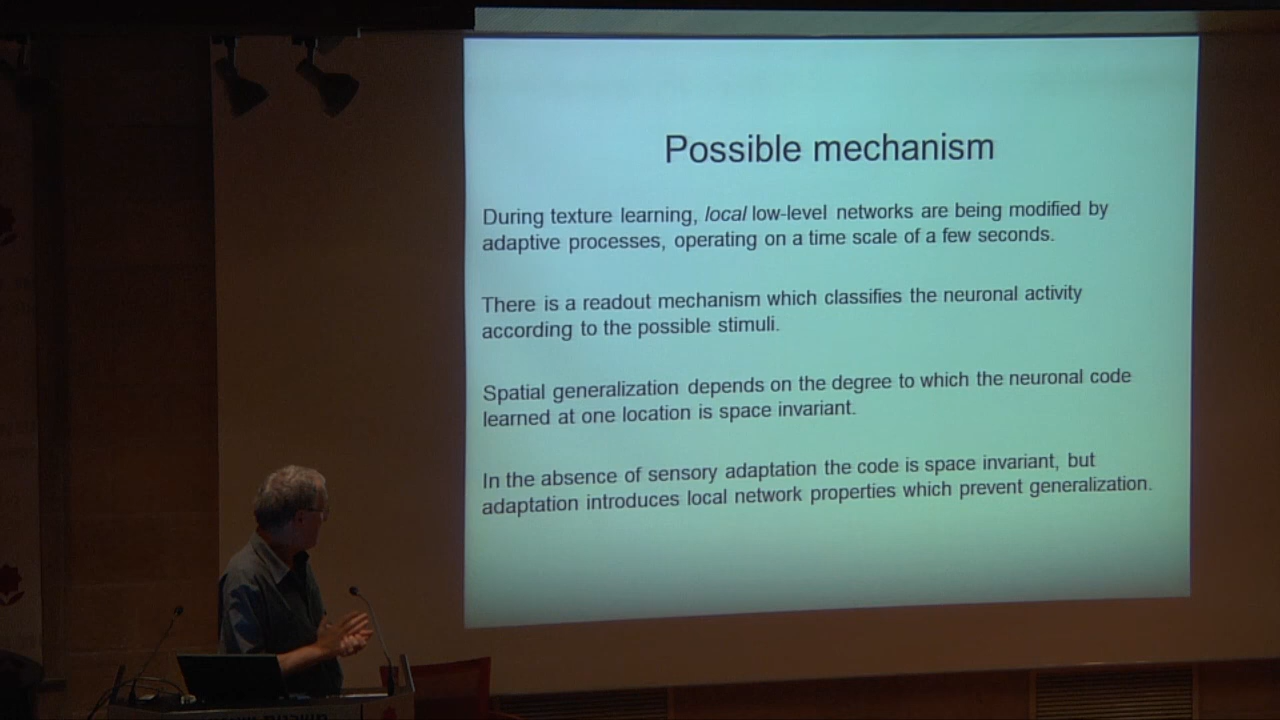 Possible mechanism
During texture learning, local low-level networks are being modified by
adaptive processes, operating on a time scale of a few seconds.
There is a readout mechanism which classifies the neuronal activity
according to the possible stimuli.
Spatial generalization depends on the degree to which the neuronal code
learned at one location is space invariant.
In the absence of sensory adaptation the code is space invariant, but
adaptation introduces local network properties which prevent generalization.